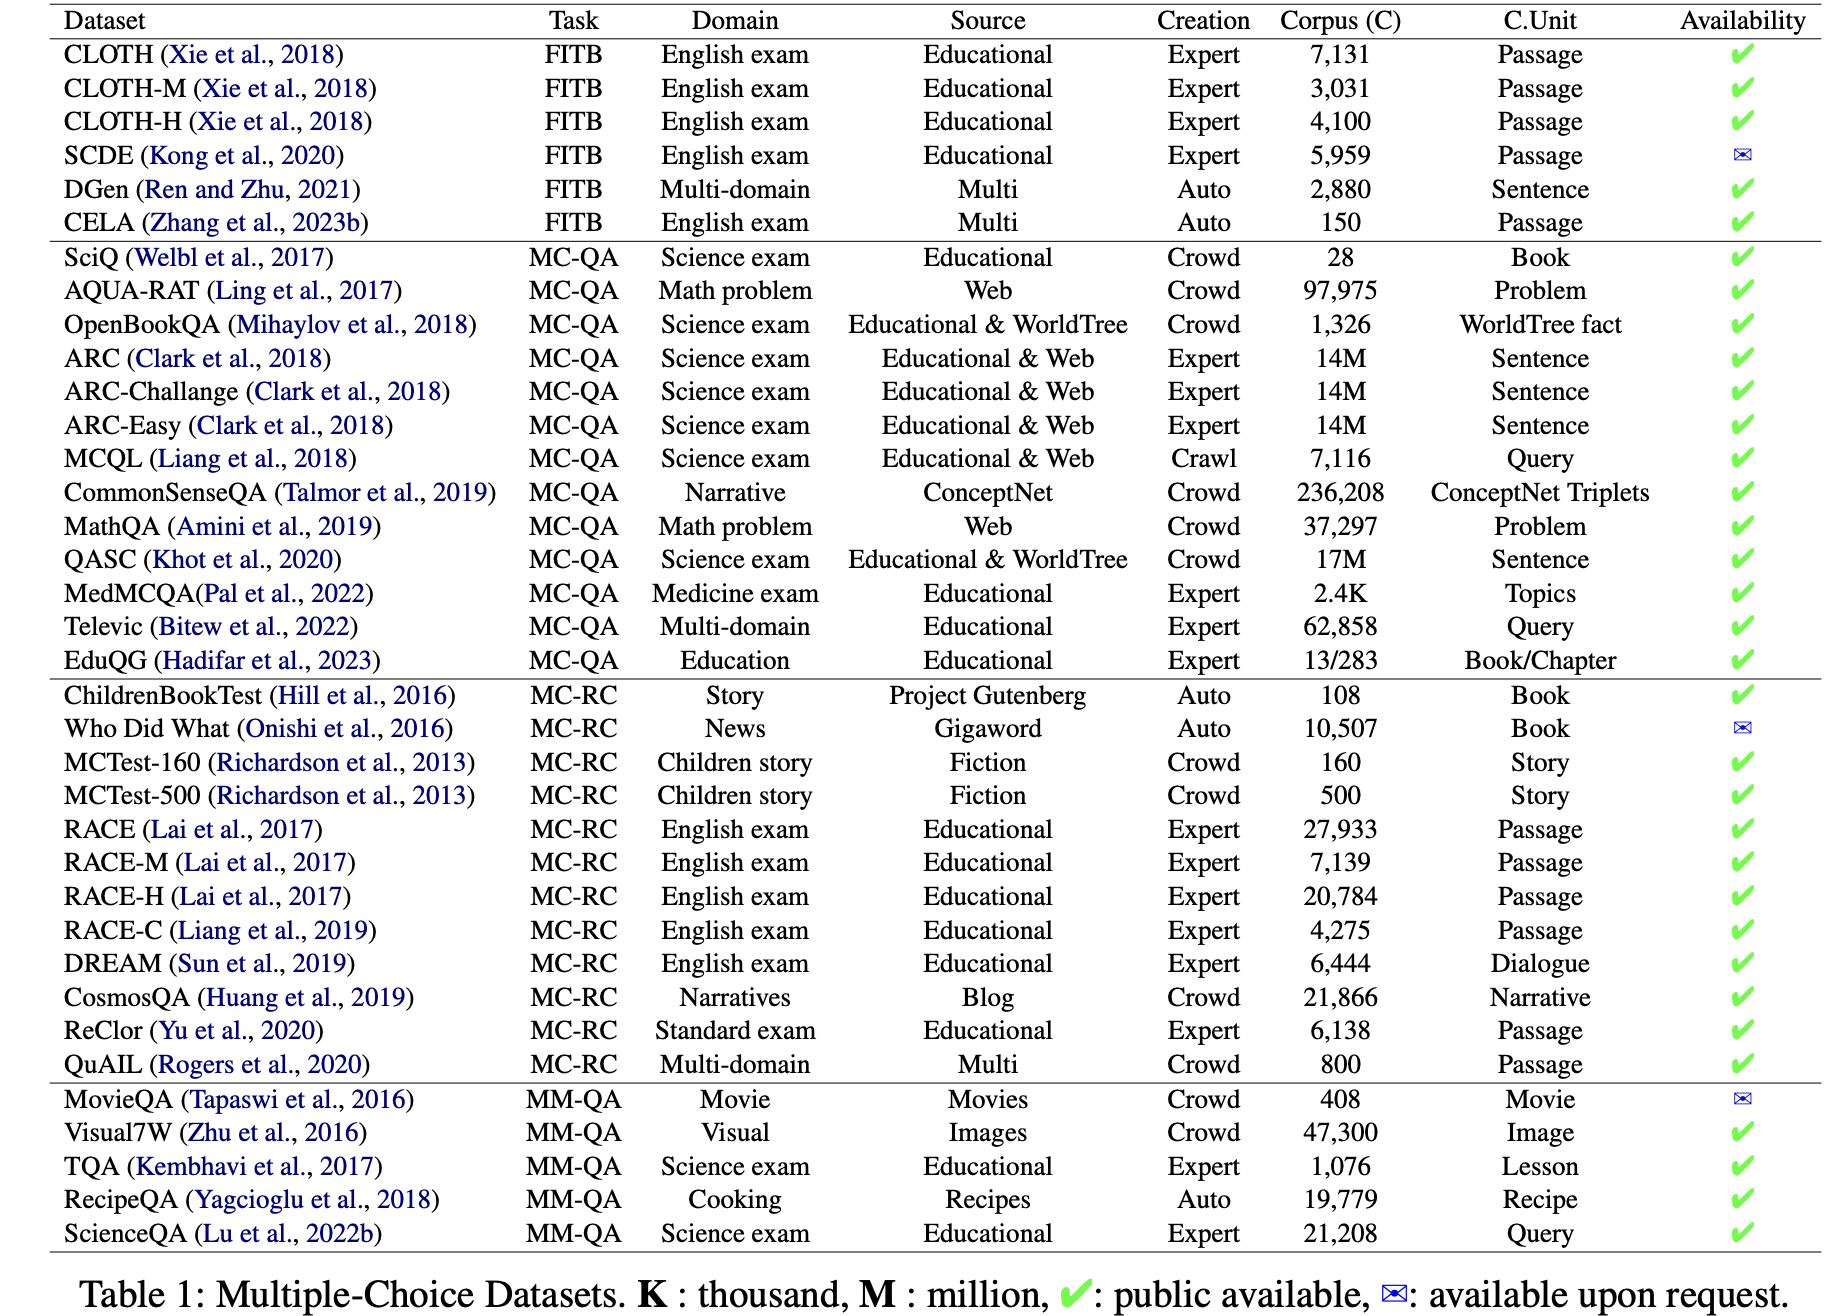 Dataset Task Domain Source Creation Corpus (C) C.Unit Availability
CLOTH (Xie et al., 2018) FITB English exam Educational Expert 7,131 Passage ✔
CLOTH-M (Xie et al., 2018) FITB English exam Educational Expert 3,031 Passage ✔
CLOTH-H (Xie et al., 2018) FITB English exam Educational Expert 4,100 Passage ✔
SCDE (Kong et al., 2020) FITB English exam Educational Expert 5,959 Passage ✉
DGen (Ren and Zhu, 2021) FITB Multi-domain Multi Auto 2,880 Sentence ✔
CELA (Zhang et al., 2023b) FITB English exam Multi Auto 150 Passage ✔
SciQ (Welbl et al., 2017) MC-QA Science exam Educational Crowd 28 Book ✔
AQUA-RAT (Ling et al., 2017) MC-QA Math problem Web Crowd 97,975 Problem ✔
OpenBookQA (Mihaylov et al., 2018) MC-QA Science exam Educational & WorldTree Crowd 1,326 WorldTree fact ✔
ARC (Clark et al., 2018) MC-QA Science exam Educational & Web Expert 14M Sentence ✔
ARC-Challange (Clark et al., 2018) MC-QA Science exam Educational & Web Expert 14M Sentence ✔
ARC-Easy (Clark et al., 2018) MC-QA Science exam Educational & Web Expert 14M Sentence ✔
MCQL (Liang et al., 2018) MC-QA Science exam Educational & Web Crawl 7,116 Query ✔
CommonSenseQA (Talmor et al., 2019) MC-QA Narrative ConceptNet Crowd 236,208 ConceptNet Triplets ✔
MathQA (Amini et al., 2019) MC-QA Math problem Web Crowd 37,297 Problem ✔
QASC (Khot et al., 2020) MC-QA Science exam Educational & WorldTree Crowd 17M Sentence ✔
MedMCQA(Pal et al., 2022) MC-QA Medicine exam Educational Expert 2.4K Topics ✔
Televic (Bitew et al., 2022) MC-QA Multi-domain Educational Expert 62,858 Query ✔
EduQG (Hadifar et al., 2023) MC-QA Education Educational Expert 13/283 Book/Chapter ✔
ChildrenBookTest (Hill et al., 2016) MC-RC Story Project Gutenberg Auto 108 Book ✔
Who Did What (Onishi et al., 2016) MC-RC News Gigaword Auto 10,507 Book ✉
MCTest-160 (Richardson et al., 2013) MC-RC Children story Fiction Crowd 160 Story ✔
MCTest-500 (Richardson et al., 2013) MC-RC Children story Fiction Crowd 500 Story ✔
RACE (Lai et al., 2017) MC-RC English exam Educational Expert 27,933 Passage ✔
RACE-M (Lai et al., 2017) MC-RC English exam Educational Expert 7,139 Passage ✔
RACE-H (Lai et al., 2017) MC-RC English exam Educational Expert 20,784 Passage ✔
RACE-C (Liang et al., 2019) MC-RC English exam Educational Expert 4,275 Passage ✔
DREAM (Sun et al., 2019) MC-RC English exam Educational Expert 6,444 Dialogue ✔
CosmosQA (Huang et al., 2019) MC-RC Narratives Blog Crowd 21,866 Narrative ✔
ReClor (Yu et al., 2020) MC-RC Standard exam Educational Expert 6,138 Passage ✔
QuAIL (Rogers et al., 2020) MC-RC Multi-domain Multi Crowd 800 Passage ✔
MovieQA (Tapaswi et al., 2016) MM-QA Movie Movies Crowd 408 Movie ✉
Visual7W (Zhu et al., 2016) MM-QA Visual Images Crowd 47,300 Image ✔
TQA (Kembhavi et al., 2017) MM-QA Science exam Educational Expert 1,076 Lesson ✔
RecipeQA (Yagcioglu et al., 2018) MM-QA Cooking Recipes Auto 19,779 Recipe ✔
ScienceQA (Lu et al., 2022b) MM-QA Science exam Educational Expert 21,208 Query ✔
Table 1: Multiple-Choice Datasets. K : thousand, M : million, ✔: public available, ✉: available upon request.